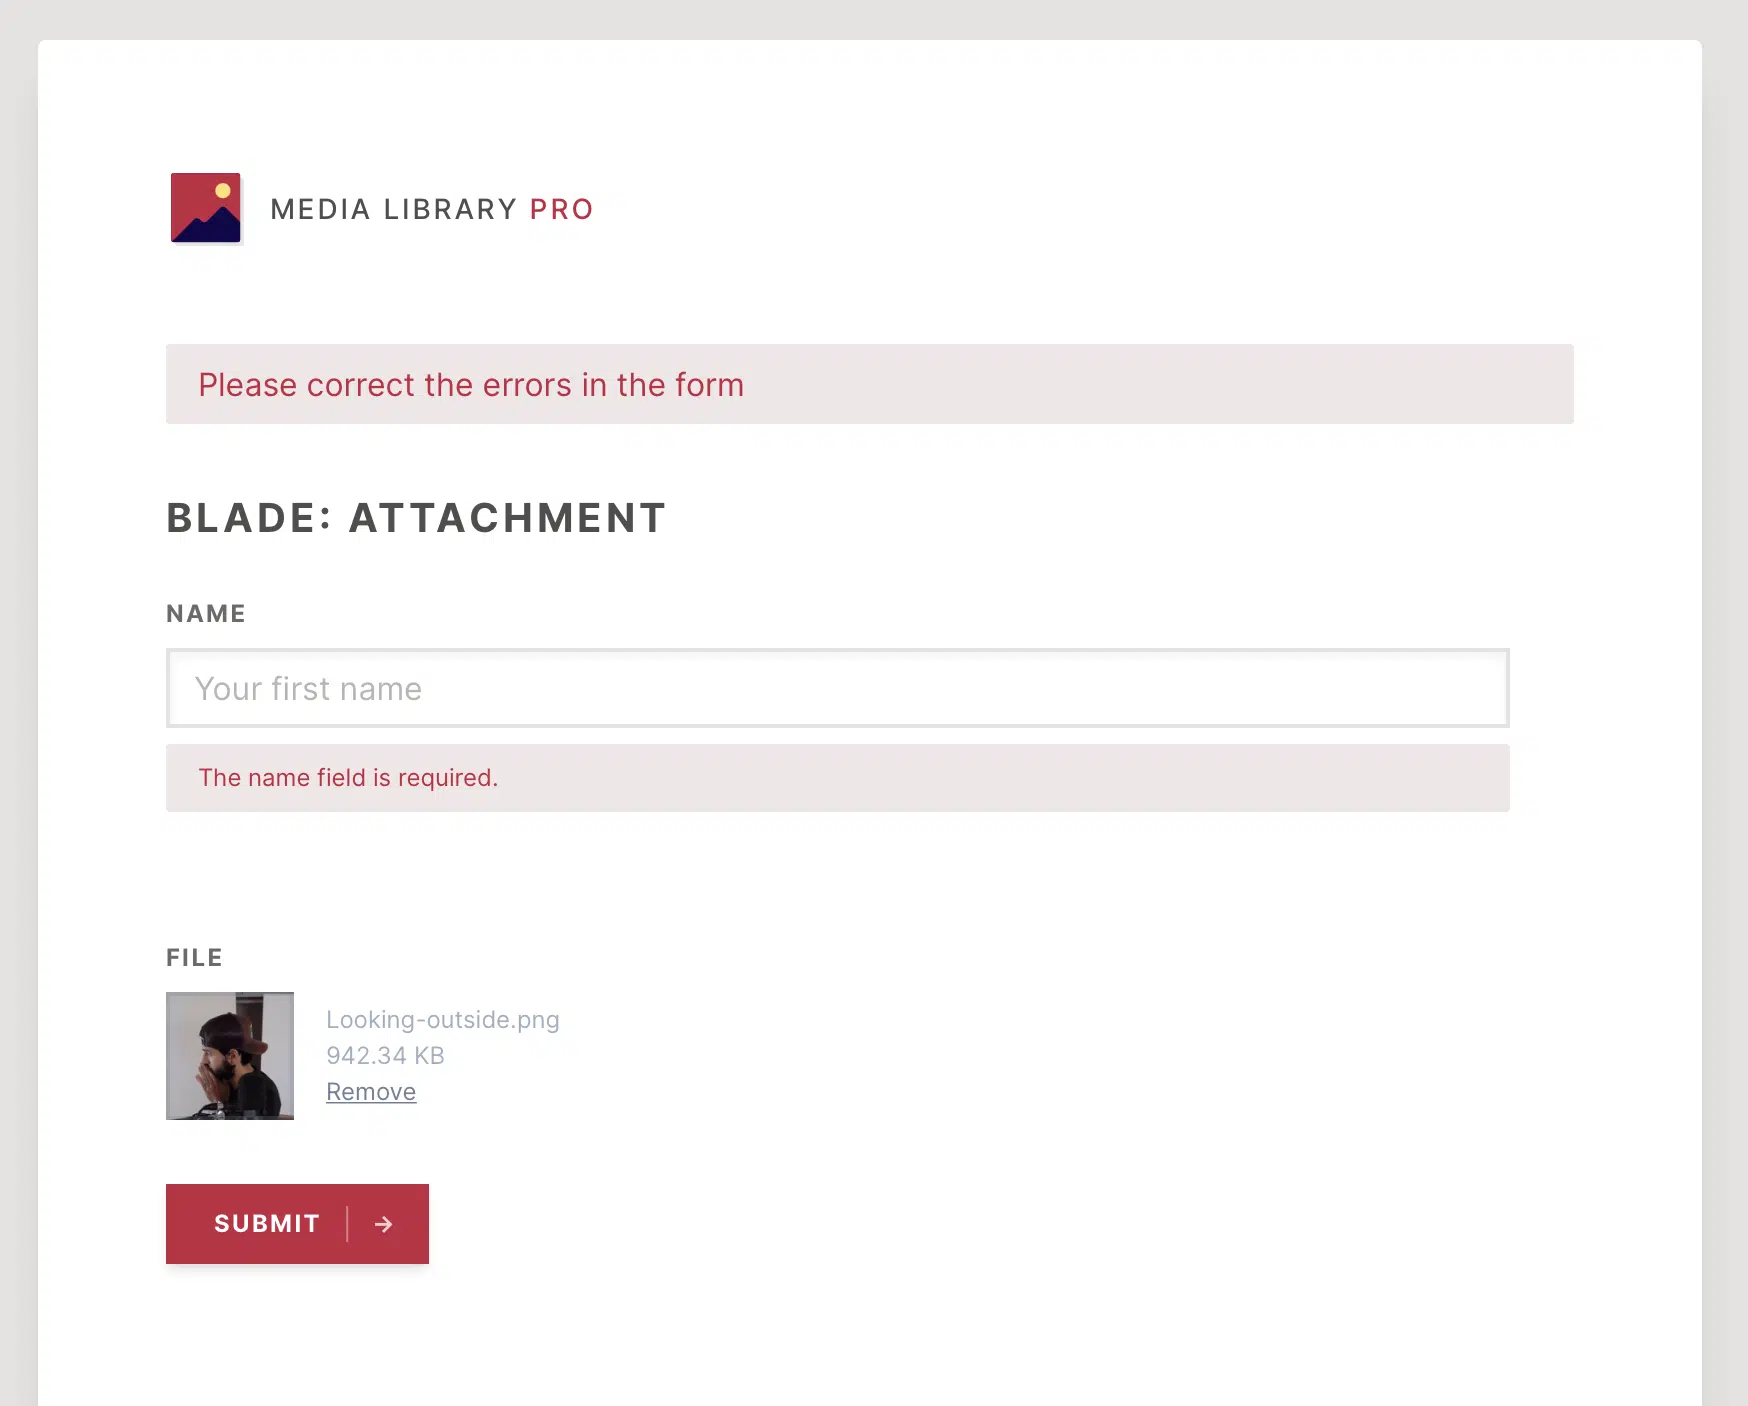 MEDIA LIBRARY PRO
Please correct the errors in the form
BLADE: ATTACHMENT
NAME
Your first name
The name field is required.
FILE
Looking-outside.png
942.34 KB
Remove
SUBMIT →